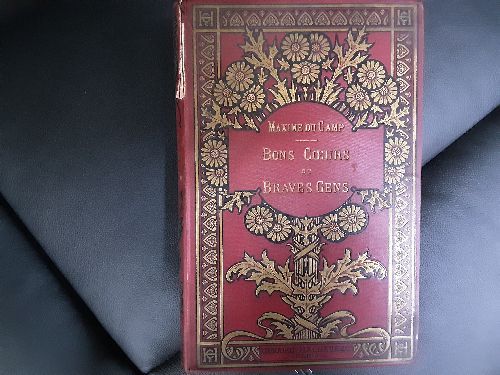 MAXIME DU CAMP
BONS CŒURS
ET
BRAVES GENS